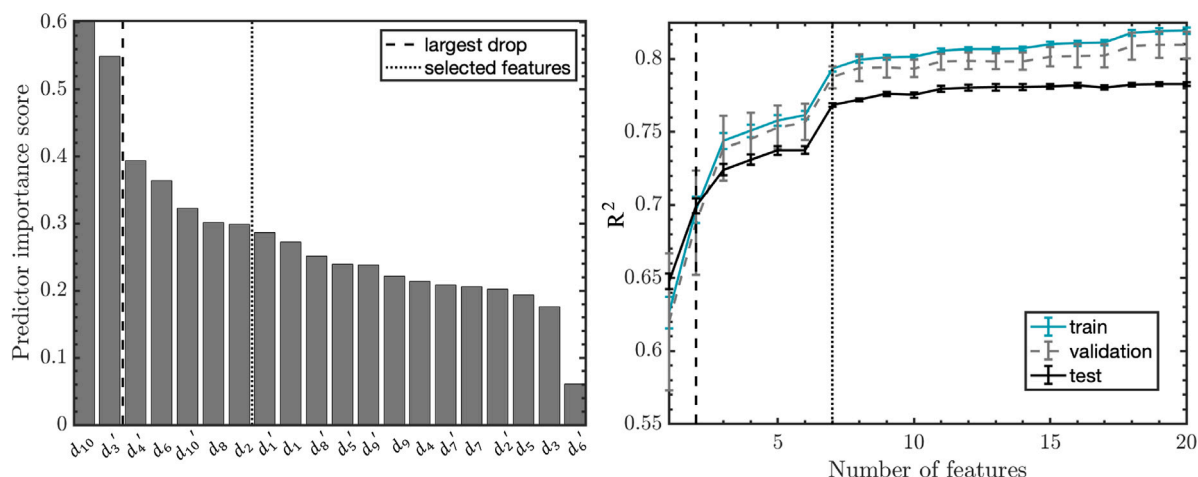 0.6
0.5
0.4
0.3
0.2
0.1
0
Predictor importance score
largest drop
selected features
d₁₀ d₃′ d₄′ d₆ d₁₀′ d₈ d₂ d₁′ d₁ d₈′ d₅′ d₉′ d₉ d₄ d₇′ d₇ d₂′ d₅ d₃ d₆′
0.8
0.75
0.7
0.65
0.6
0.55
R²
train
validation
test
5 10 15 20
Number of features